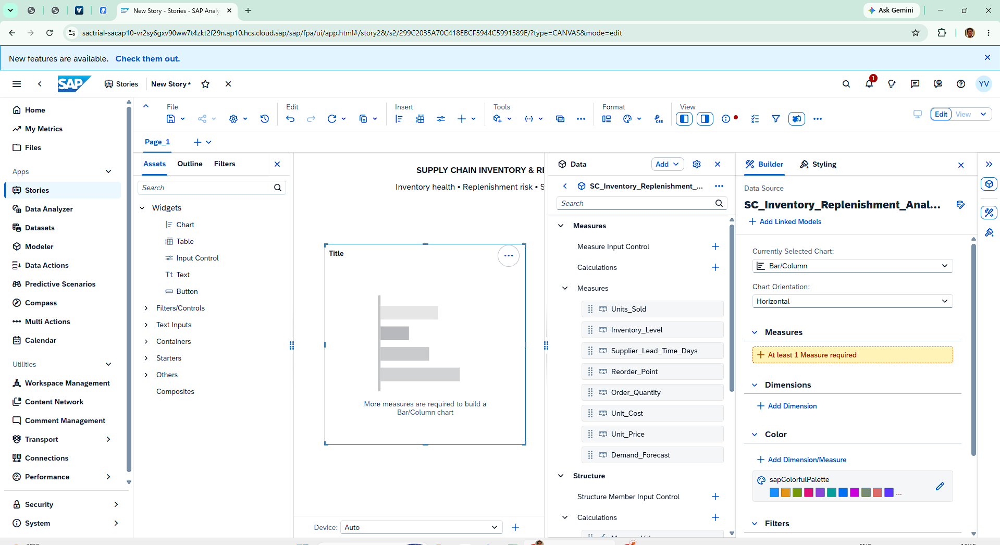 New Story - Stories - SAP Analy
Ask Gemini
sactrial-sacap10-vr2sy6gxv90ww7t4zkt2f29n.ap10.hcs.cloud.sap/sap/fpa/ui/app.html#/story2&/s2/299C2035A70C418EBCF5944C5991589E/?type=CANVAS&mode=edit
New features are available. Check them out.
SAP
Stories
New Story*
1
YV
Home
My Metrics
Files
Apps
Stories
Data Analyzer
Datasets
Modeler
Data Actions
Predictive Scenarios
Compass
Multi Actions
Calendar
Utilities
Workspace Management
Content Network
Comment Management
Transport
Connections
Performance
Security
System
File
Edit
Insert
Tools
Format
View
css
Edit
View
Page_1
Assets
Outline
Filters
Search
Widgets
Chart
Table
Input Control
Tt Text
Button
Filters/Controls
Text Inputs
Containers
Starters
Others
Composites
SUPPLY CHAIN INVENTORY & RE
Inventory health • Replenishment risk • S
Title
More measures are required to build a
Bar/Column chart
Device:
Auto
Data
Add
SC_Inventory_Replenishment_...
Search
Measures
Measure Input Control
Calculations
Measures
Units_Sold
Inventory_Level
Supplier_Lead_Time_Days
Reorder_Point
Order_Quantity
Unit_Cost
Unit_Price
Demand_Forecast
Structure
Structure Member Input Control
Calculations
Builder
Styling
Data Source
SC_Inventory_Replenishment_Anal...
Add Linked Models
Currently Selected Chart:
Bar/Column
Chart Orientation:
Horizontal
Measures
At least 1 Measure required
Dimensions
Add Dimension
Color
Add Dimension/Measure
sapColorfulPalette
...
Filters